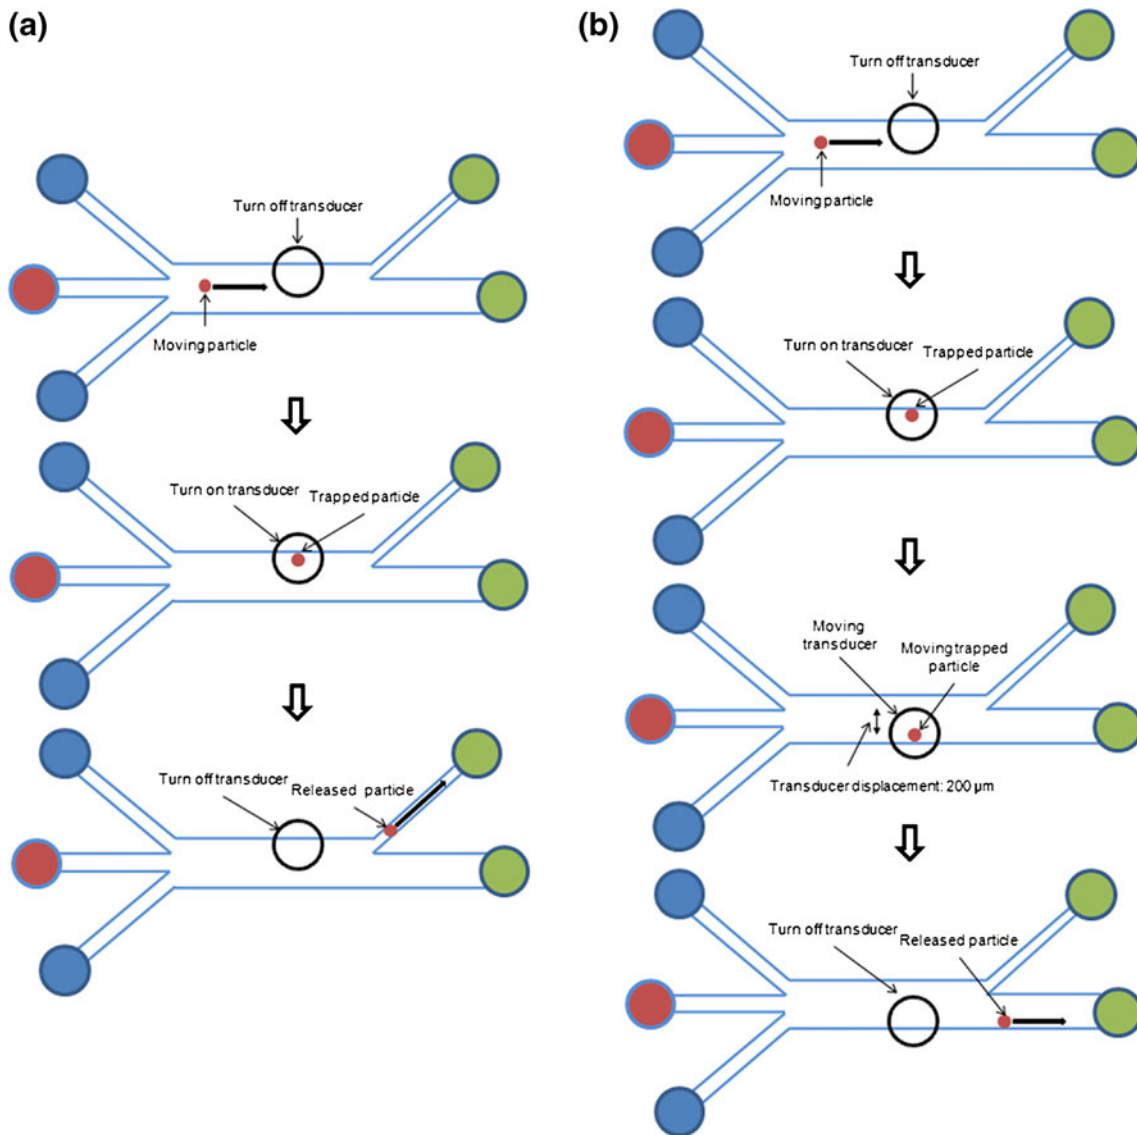 (a)
Turn off transducer
Moving particle
Turn on transducer
Trapped particle
Turn off transducer
Released particle
(b)
Turn off transducer
Moving particle
Turn on transducer
Trapped particle
Moving
transducer
Moving trapped
particle
Transducer displacement: 200 µm
Turn off transducer
Released particle